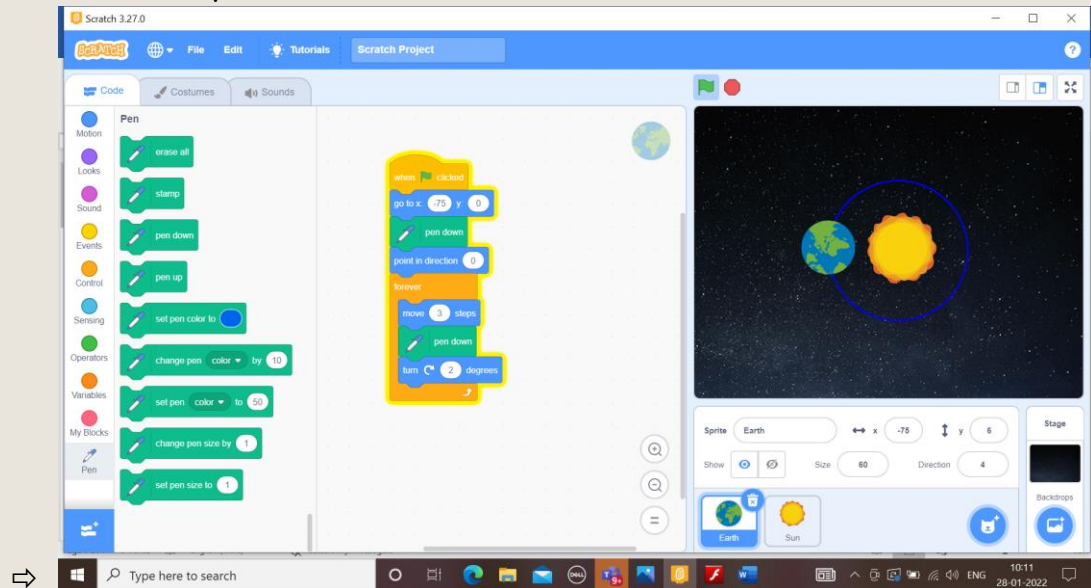 Scratch 3.27.0
SCRATCH File Edit Tutorials Scratch Project ?
Code Costumes Sounds
Motion
Looks
Sound
Events
Control
Sensing
Operators
Variables
My Blocks
Pen
Pen
erase all
stamp
pen down
pen up
set pen color to
change pen color by 10
set pen color to 50
change pen size by 1
set pen size to 1
when clicked
go to x: -75 y: 0
pen down
point in direction 0
forever
move 3 steps
pen down
turn 2 degrees
Sprite Earth x -75 y 6
Show Size 60 Direction 4
Earth Sun
Stage
Backdrops
Type here to search
ENG
10:11
28-01-2022